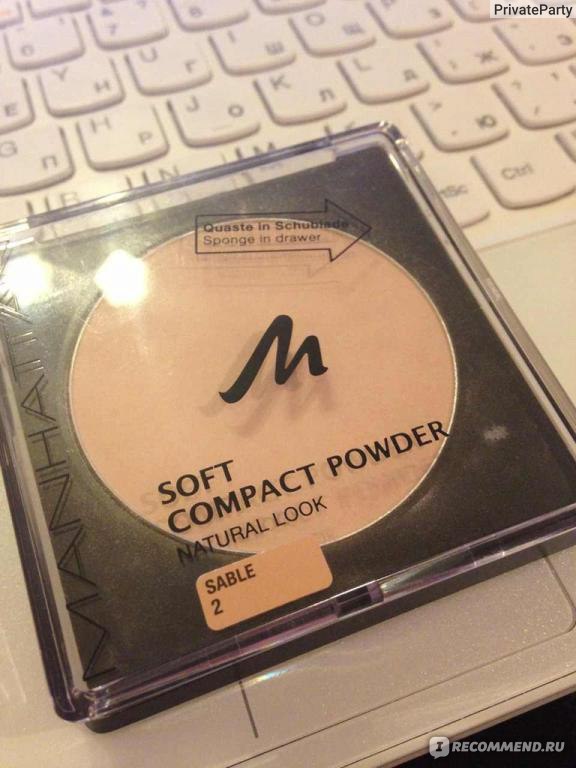 PrivateParty
Quaste in Schublade
Sponge in drawer
M
SOFT
COMPACT POWDER
NATURAL LOOK
SABLE
2
MANHATTAN
Ctrl
I RECOMMEND.RU